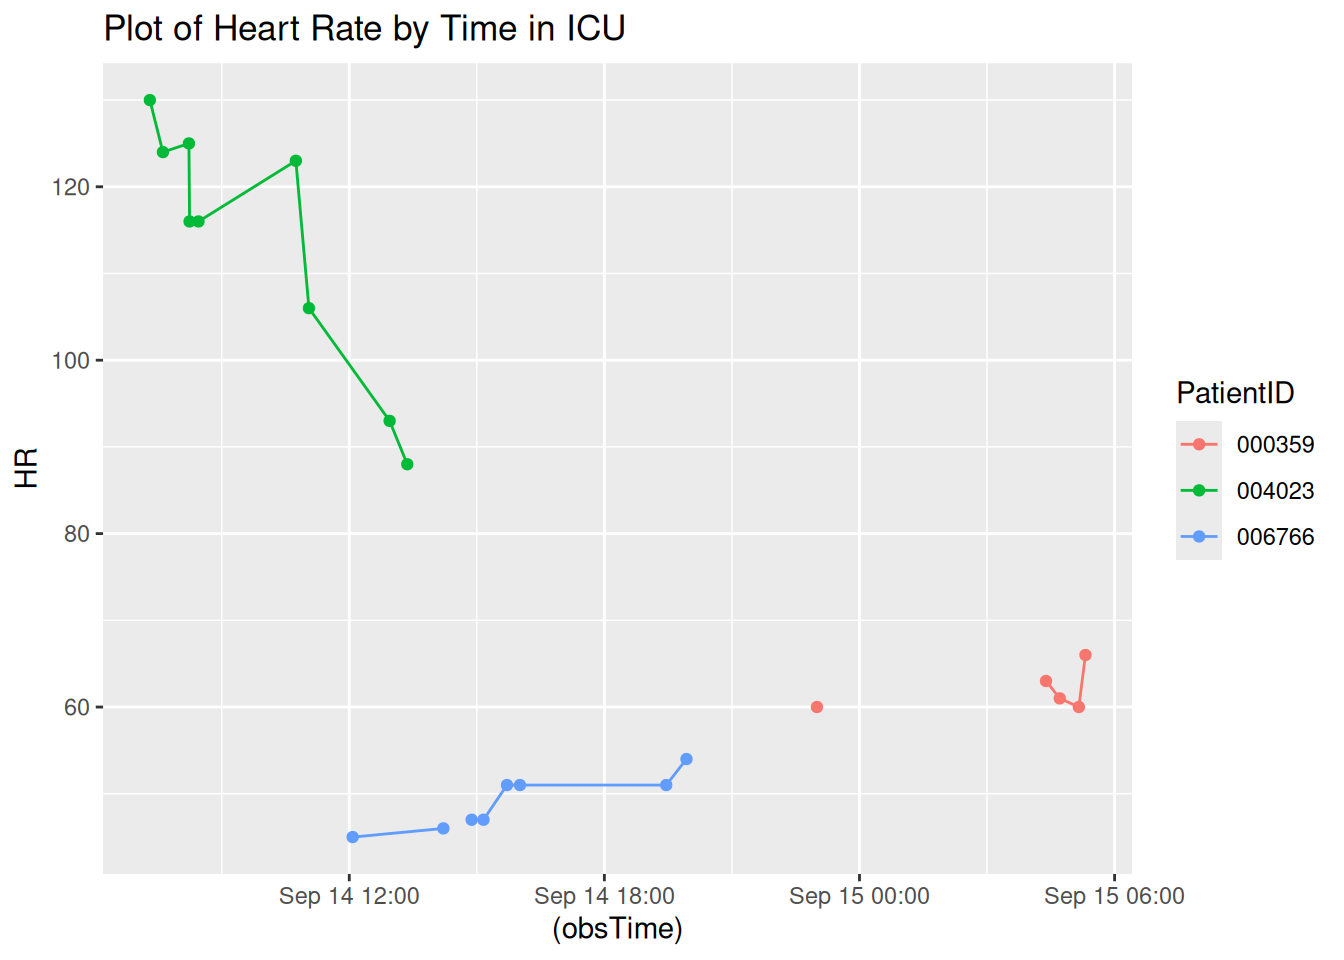 Plot of Heart Rate by Time in ICU
HR
120
100
80
60
Sep 14 12:00
Sep 14 18:00
Sep 15 00:00
Sep 15 06:00
(obsTime)
PatientID
000359
004023
006766